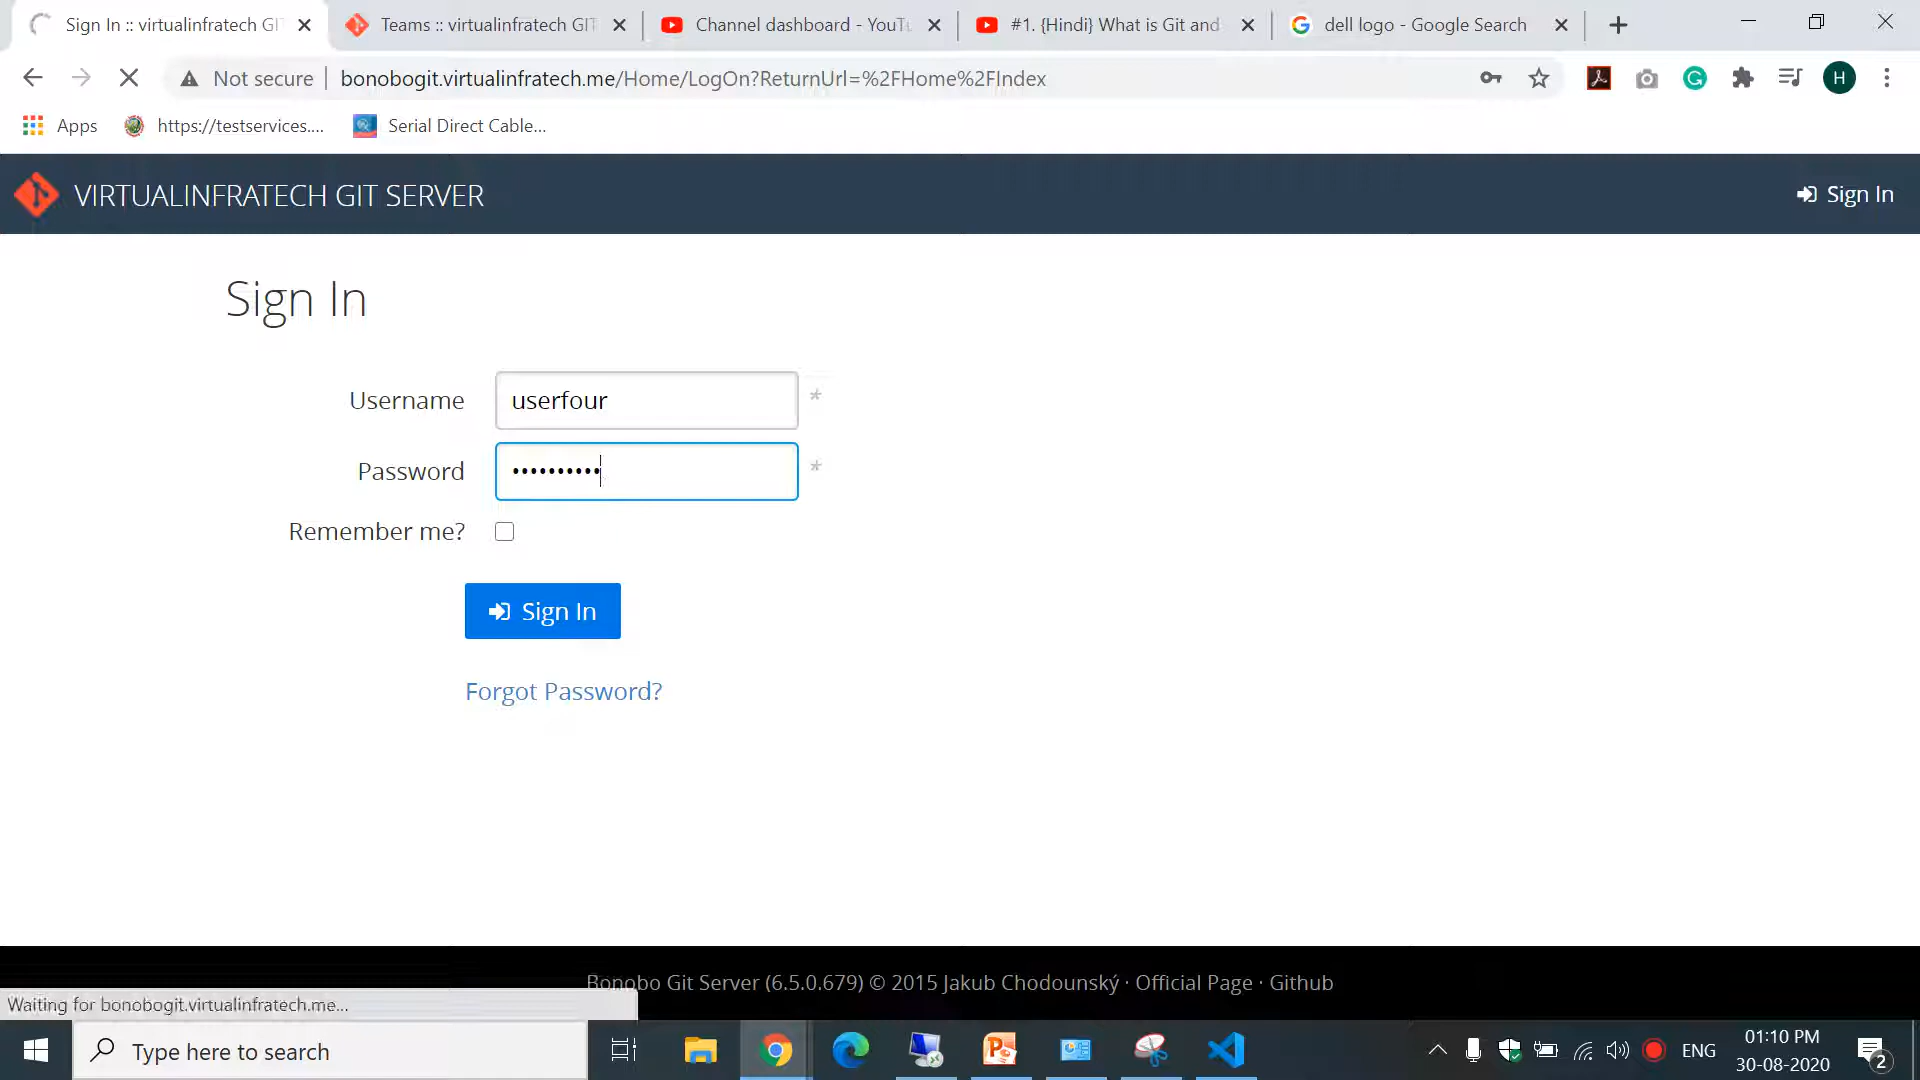 Sign In :: virtualinfratech GI
Teams :: virtualinfratech GIT
Channel dashboard - YouTu
#1. {Hindi} What is Git and
dell logo - Google Search
Not secure
bonobogit.virtualinfratech.me/Home/LogOn?ReturnUrl=%2FHome%2FIndex
H
Apps
https://testservices....
Serial Direct Cable...
VIRTUALINFRATECH GIT SERVER
Sign In
Sign In
Username
userfour
*
Password
••••••••••
*
Remember me?
Sign In
Forgot Password?
Bonobo Git Server (6.5.0.679) © 2015 Jakub Chodounský · Official Page · Github
Waiting for bonobogit.virtualinfratech.me...
Type here to search
ENG
01:10 PM
30-08-2020
2